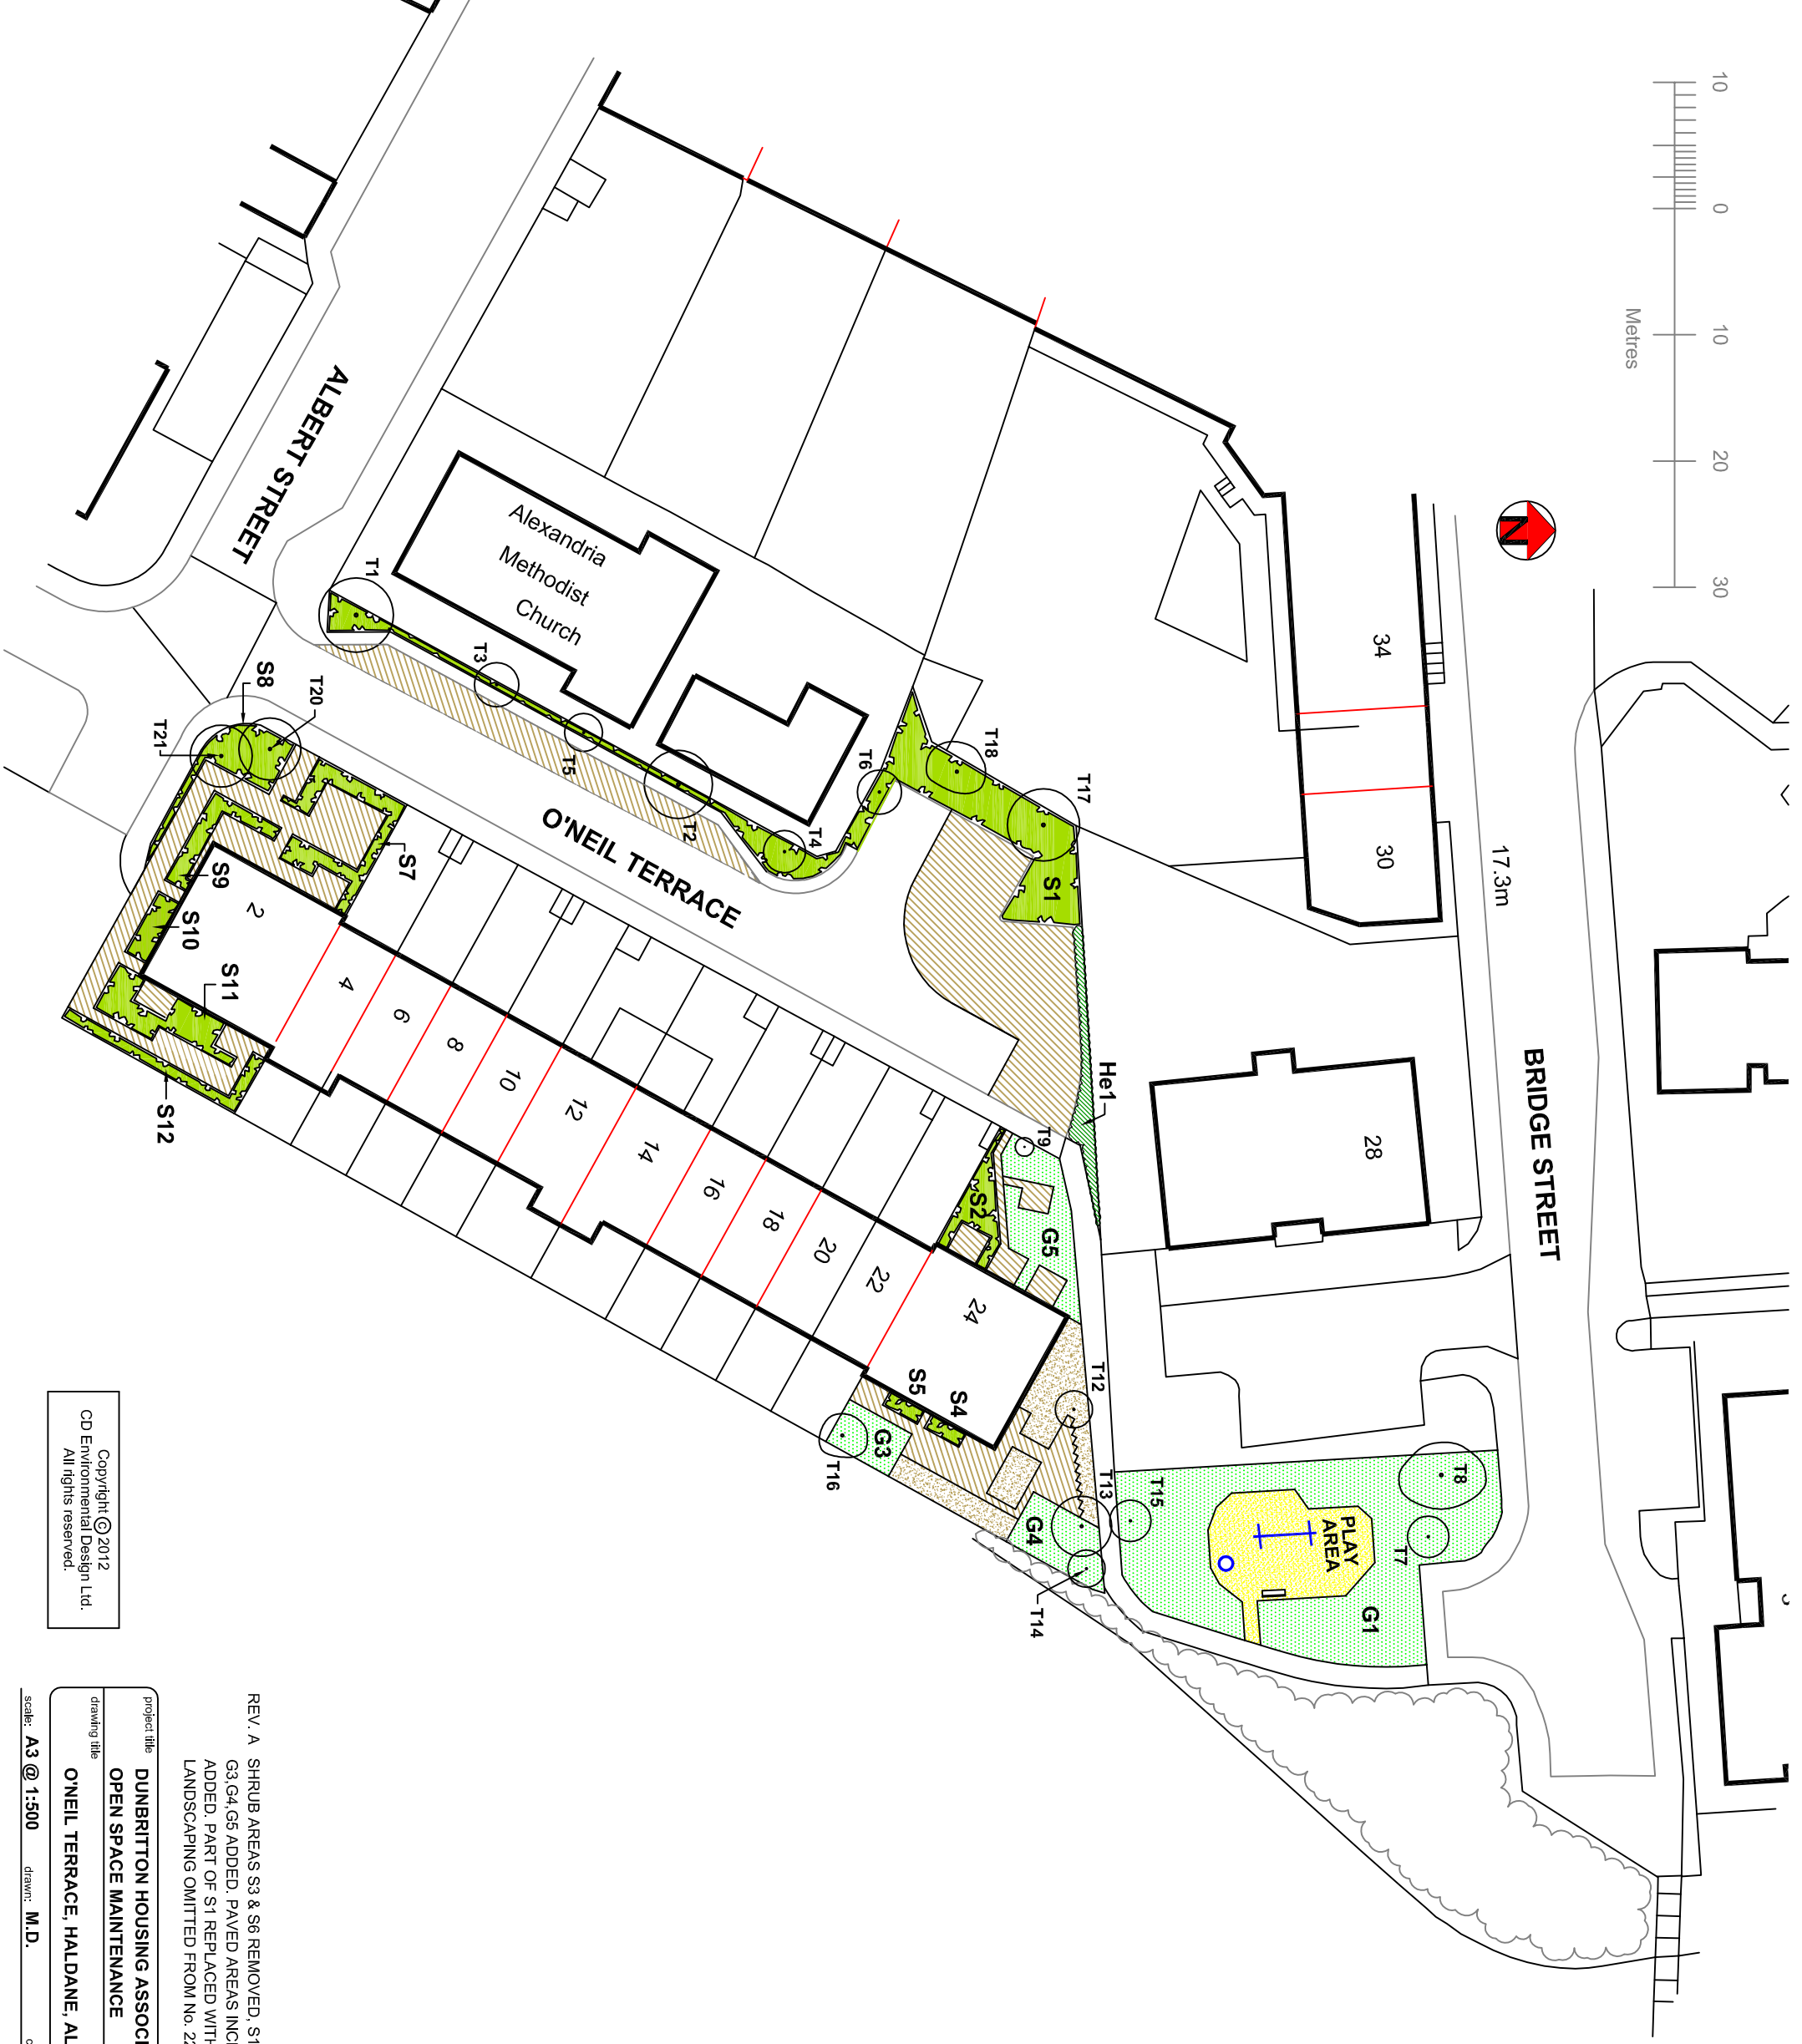 10
0
10
20
30
Metres
N
34
30
17.3m
BRIDGE STREET
28
ALBERT STREET
Alexandria
Methodist
Church
O'NEIL TERRACE
T1
T3
T5
T2
T4
T6
T18
T17
S1
He1
T9
S2
G5
T12
T13
T15
T8
T7
PLAY
AREA
G1
G4
T14
G3
T16
S5
S4
S8
T20
T21
S7
S9
S10
S11
S12
2
4
6
8
10
12
14
16
18
20
22
24
Copyright © 2012
CD Environmental Design Ltd.
All rights reserved.
REV. A SHRUB AREAS S3 & S6 REMOVED, S1
G3,G4,G5 ADDED. PAVED AREAS INCL
ADDED. PART OF S1 REPLACED WITH
LANDSCAPING OMITTED FROM No. 22
project title
DUNBRITTON HOUSING ASSOCI
OPEN SPACE MAINTENANCE
drawing title
O'NEIL TERRACE, HALDANE, AL
scale: A3 @ 1:500 drawn: M.D.